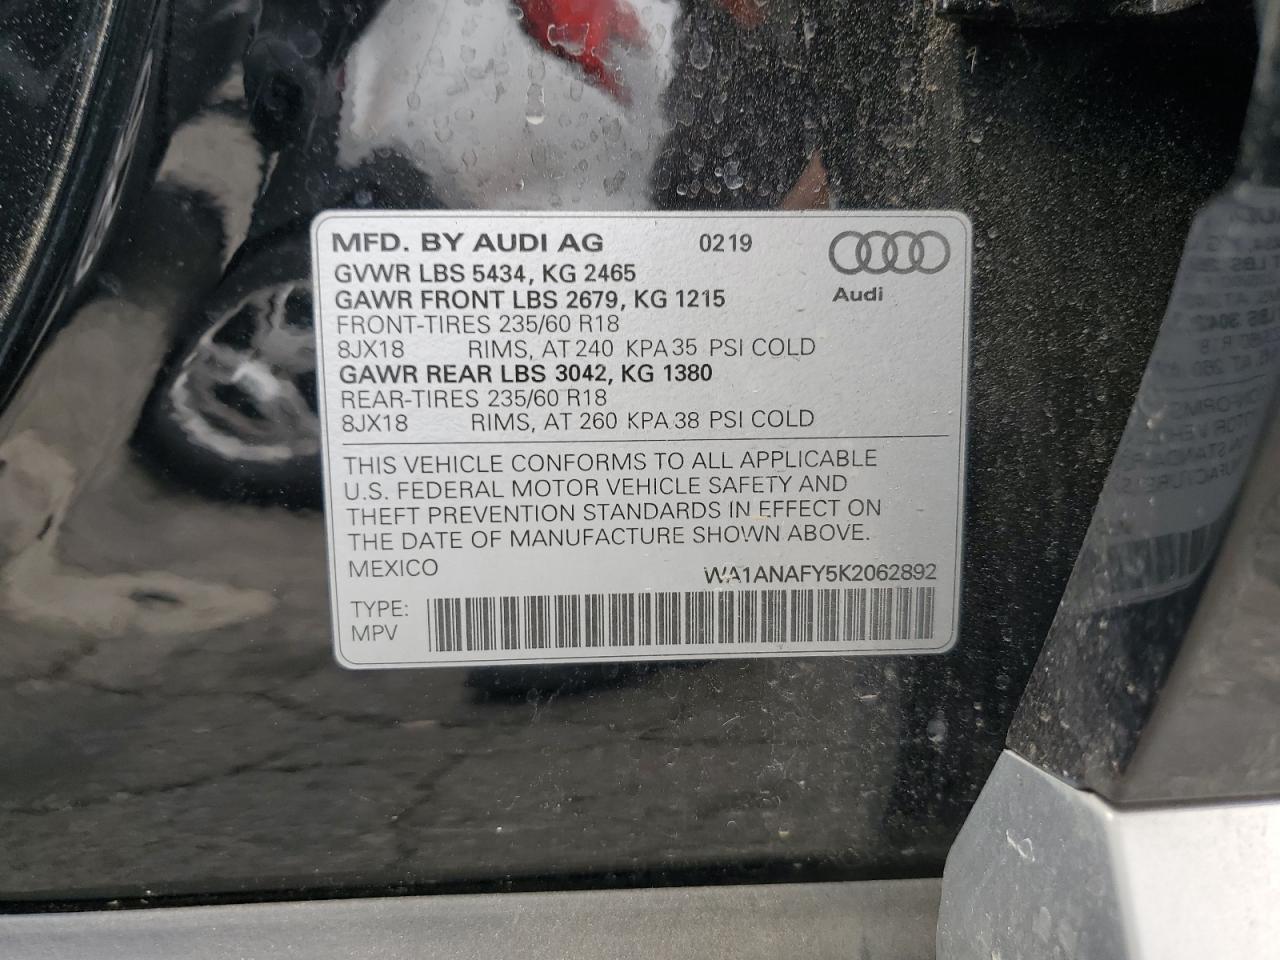 MFD. BY AUDI AG 0219
GVWR LBS 5434, KG 2465
GAWR FRONT LBS 2679, KG 1215
Audi
FRONT-TIRES 235/60 R18
8JX18 RIMS, AT 240 KPA 35 PSI COLD
GAWR REAR LBS 3042, KG 1380
REAR-TIRES 235/60 R18
8JX18 RIMS, AT 260 KPA 38 PSI COLD
THIS VEHICLE CONFORMS TO ALL APPLICABLE
U.S. FEDERAL MOTOR VEHICLE SAFETY AND
THEFT PREVENTION STANDARDS IN EFFECT ON
THE DATE OF MANUFACTURE SHOWN ABOVE.
MEXICO WA1ANAFY5K2062892
TYPE:
MPV